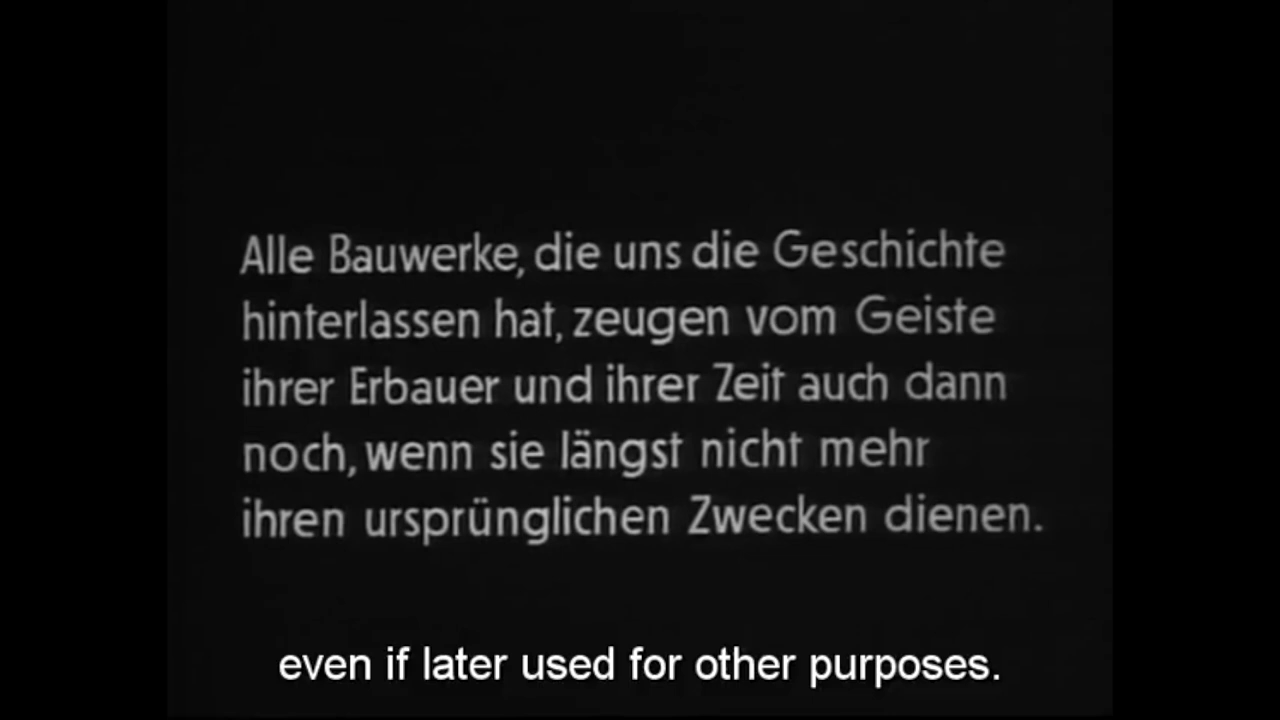 Alle Bauwerke, die uns die Geschichte
hinterlassen hat, zeugen vom Geiste
ihrer Erbauer und ihrer Zeit auch dann
noch, wenn sie längst nicht mehr
ihren ursprünglichen Zwecken dienen.
even if later used for other purposes.